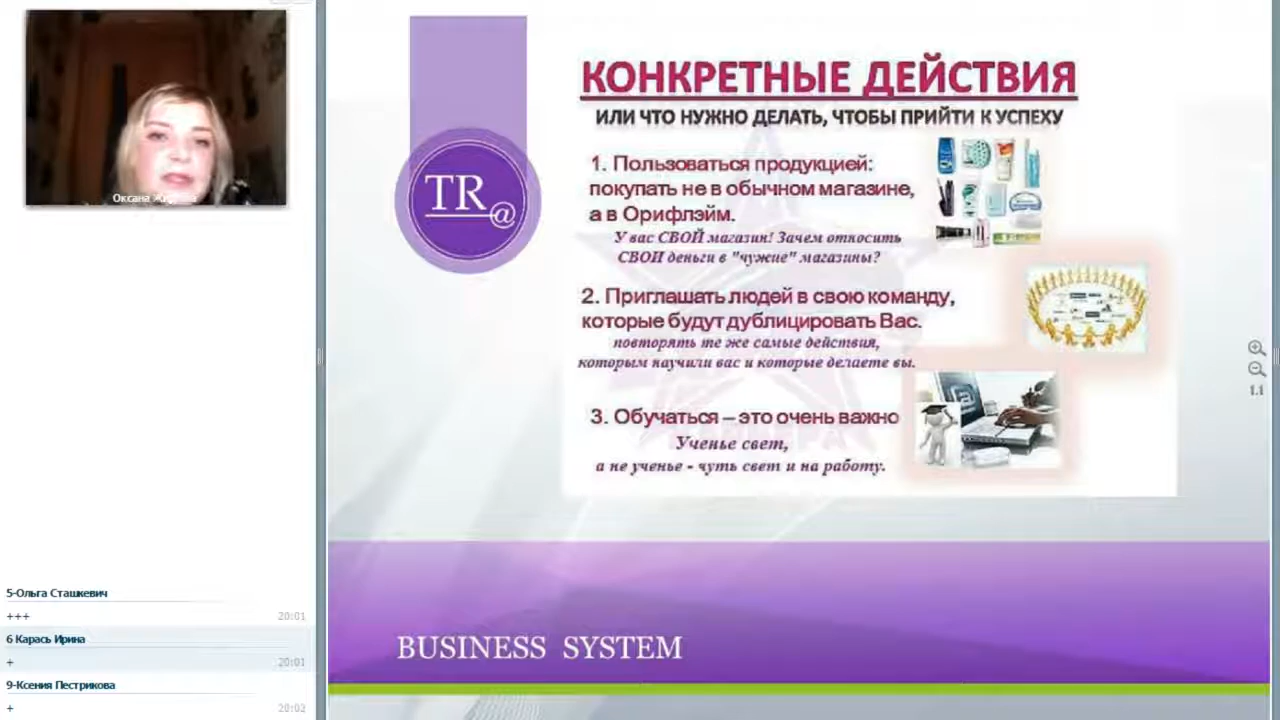 Оксана
TR@
КОНКРЕТНЫЕ ДЕЙСТВИЯ
ИЛИ ЧТО НУЖНО ДЕЛАТЬ, ЧТОБЫ ПРИЙТИ К УСПЕХУ
1. Пользоваться продукцией:
покупать не в обычном магазине,
а в Орифлэйм.
У вас СВОЙ магазин! Зачем относить
СВОИ деньги в "чужие" магазины?
2. Приглашать людей в свою команду,
которые будут дублицировать Вас.
повторять те же самые действия,
которым научили вас и которые делаете вы.
3. Обучаться – это очень важно
Ученье свет,
а не ученье - чуть свет и на работу.
BUSINESS SYSTEM
5-Ольга Сташкевич
+++ 20:01
6 Карась Ирина
+ 20:01
9-Ксения Пестрикова
+ 20:02
1.1